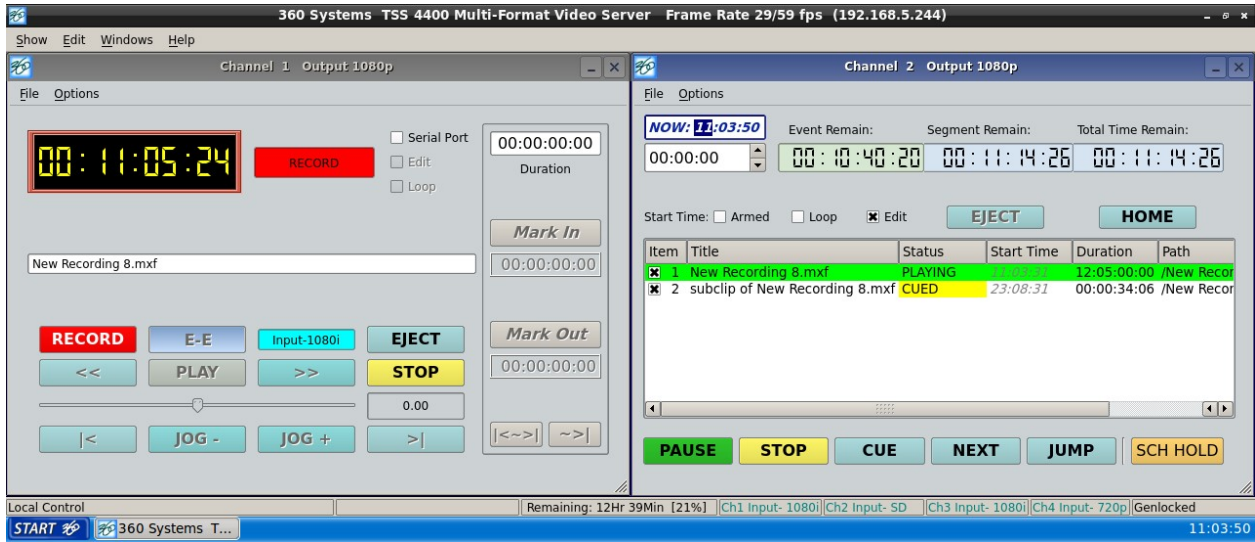 360 Systems TSS 4400 Multi-Format Video Server Frame Rate 29/59 fps (192.168.5.244)
Show Edit Windows Help
Channel 1 Output 1080p
File Options
00:11:05:24
RECORD
Serial Port
Edit
Loop
00:00:00:00
Duration
Mark In
00:00:00:00
New Recording 8.mxf
Mark Out
00:00:00:00
RECORD E-E Input-1080i EJECT
<< PLAY >> STOP
0.00
|< JOG - JOG + >|
|<~>| ~>|
Channel 2 Output 1080p
File Options
NOW: 11:03:50 Event Remain: Segment Remain: Total Time Remain:
00:00:00 00:10:40:20 00:11:14:26 00:11:14:26
Start Time: Armed Loop Edit EJECT HOME
Item Title Status Start Time Duration Path
1 New Recording 8.mxf PLAYING 11:03:31 12:05:00:00 /New Recor
2 subclip of New Recording 8.mxf CUED 23:08:31 00:00:34:06 /New Recor
PAUSE STOP CUE NEXT JUMP SCH HOLD
Local Control Remaining: 12Hr 39Min [21%] Ch1 Input- 1080i Ch2 Input- SD Ch3 Input- 1080i Ch4 Input- 720p Genlocked
START 360 360 Systems T... 11:03:50